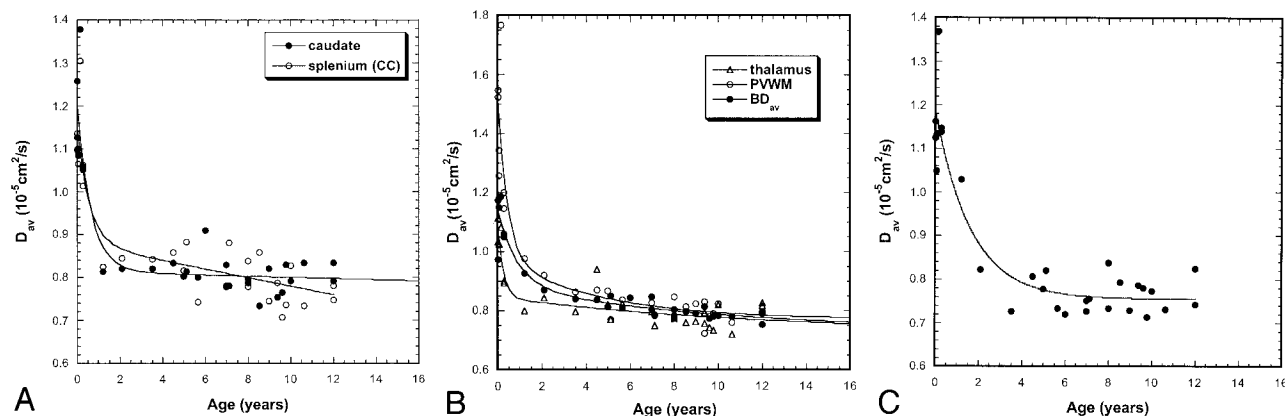 1.4
1.3
1.2
1.1
1.0
0.9
0.8
0.7
0.6
D_av (10^-5 cm^2/s)
caudate
splenium (CC)
0 2 4 6 8 10 12 14 16
Age (years)
A
1.8
1.6
1.4
1.2
1.0
0.8
0.6
D_av (10^-5 cm^2/s)
thalamus
PVWM
BD_av
0 2 4 6 8 10 12 14 16
Age (years)
B
1.4
1.3
1.2
1.1
1.0
0.9
0.8
0.7
0.6
D_av (10^-5 cm^2/s)
0 2 4 6 8 10 12 14 16
Age (years)
C